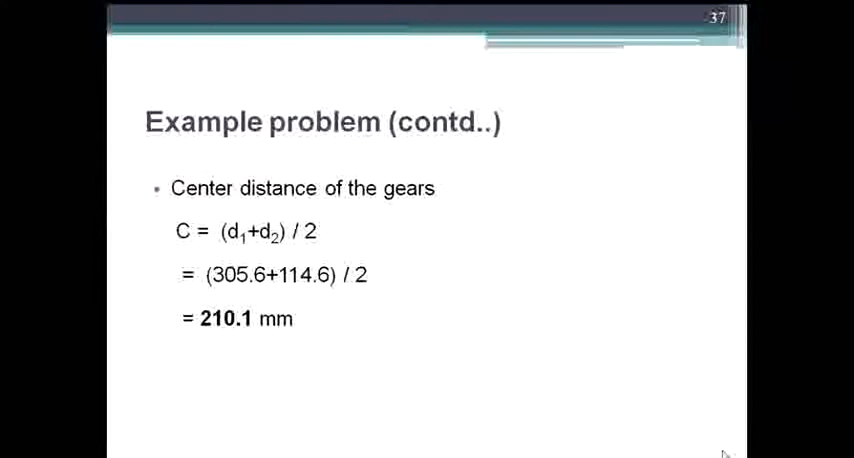 37
Example problem (contd..)
• Center distance of the gears
C = (d₁+d₂) / 2
= (305.6+114.6) / 2
= 210.1 mm